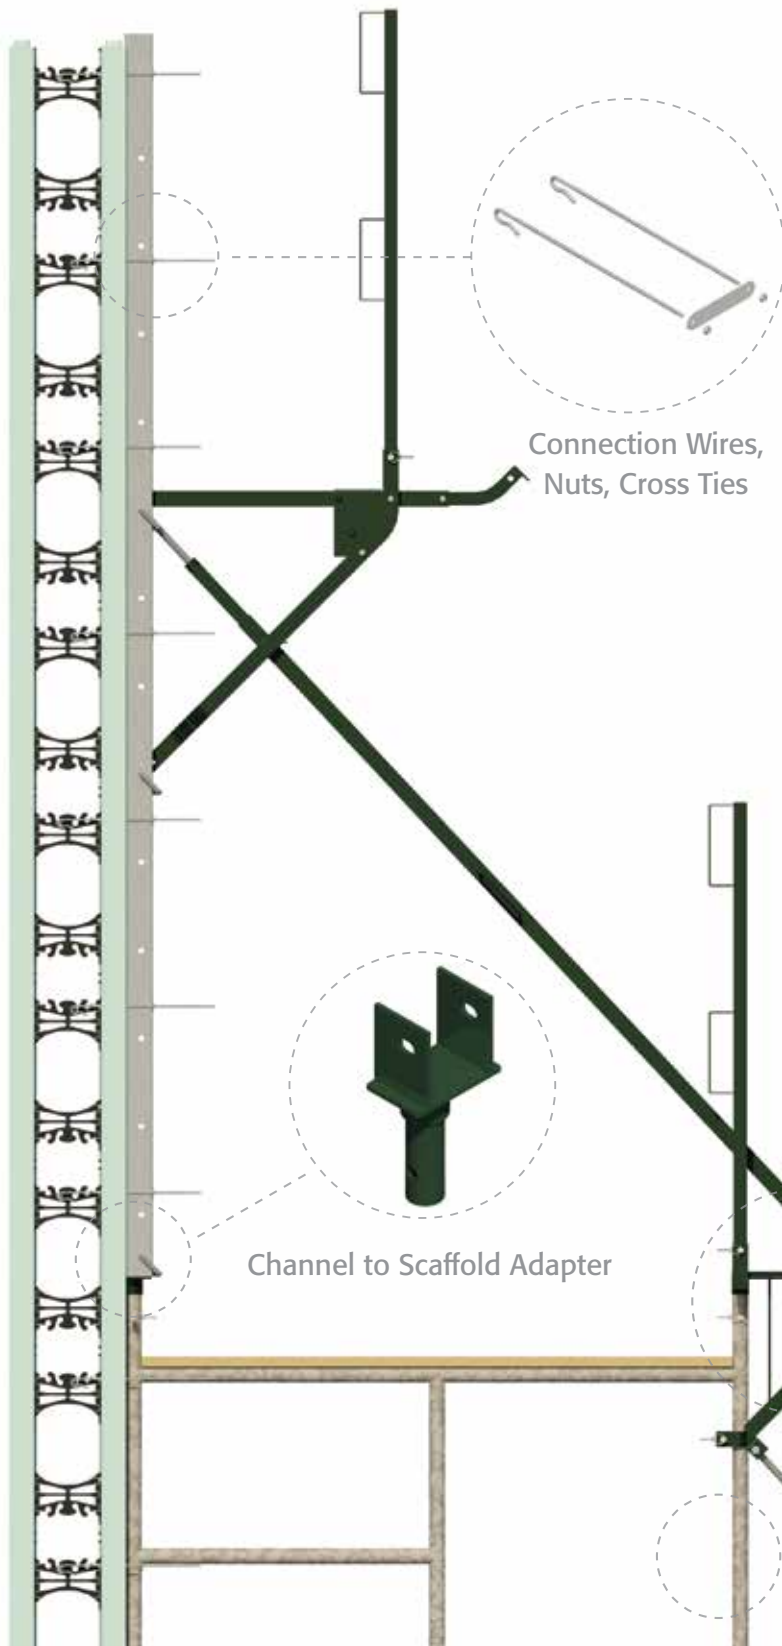 Connection Wires,
Nuts, Cross Ties
Channel to Scaffold Adapter